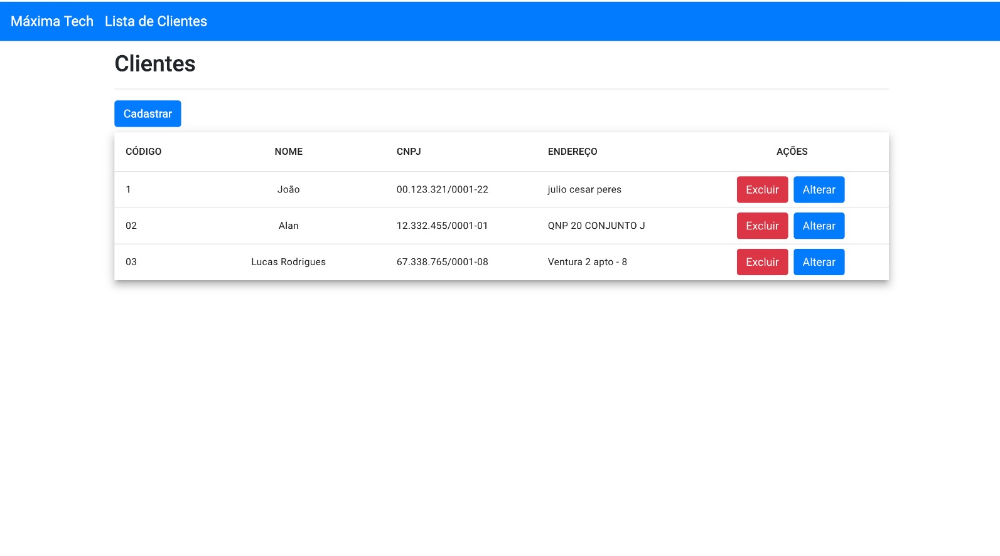 Máxima Tech Lista de Clientes
Clientes
Cadastrar
CÓDIGO NOME CNPJ ENDEREÇO AÇÕES
1 João 00.123.321/0001-22 julio cesar peres Excluir Alterar
02 Alan 12.332.455/0001-01 QNP 20 CONJUNTO J Excluir Alterar
03 Lucas Rodrigues 67.338.765/0001-08 Ventura 2 apto - 8 Excluir Alterar